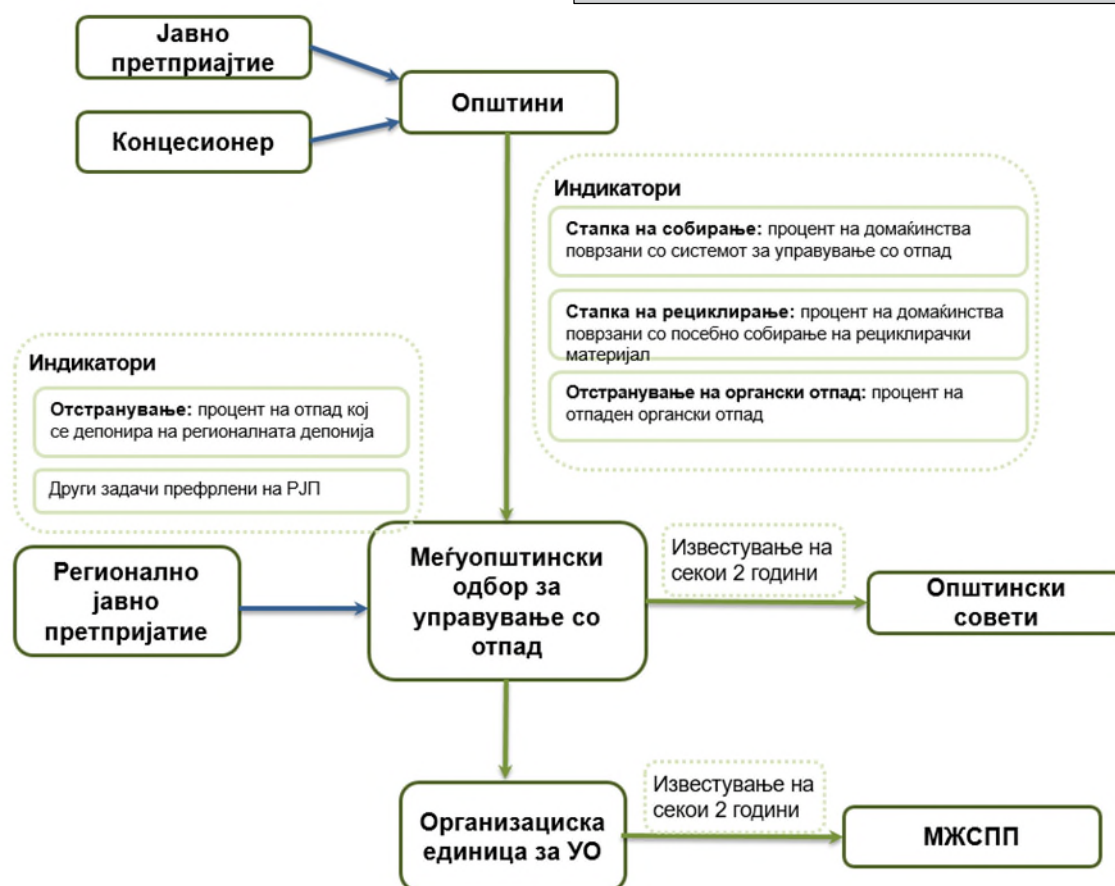 Јавно
претпријатие
Концесионер
Општини
Индикатори
Стапка на собирање: процент на домаќинства
поврзани со системот за управување со отпад
Стапка на рециклирање: процент на домаќинства
поврзани со посебно собирање на рециклирачки
материјал
Отстранување на органски отпад: процент на
отпаден органски отпад
Индикатори
Отстранување: процент на отпад кој
се депонира на регионалната депонија
Други задачи префрлени на РЈП
Регионално
јавно
претпријатие
Меѓуопштински
одбор за
управување со
отпад
Известување на
секои 2 години
Општински
совети
Организациска
единица за УО
Известување на
секои 2 години
МЖСПП